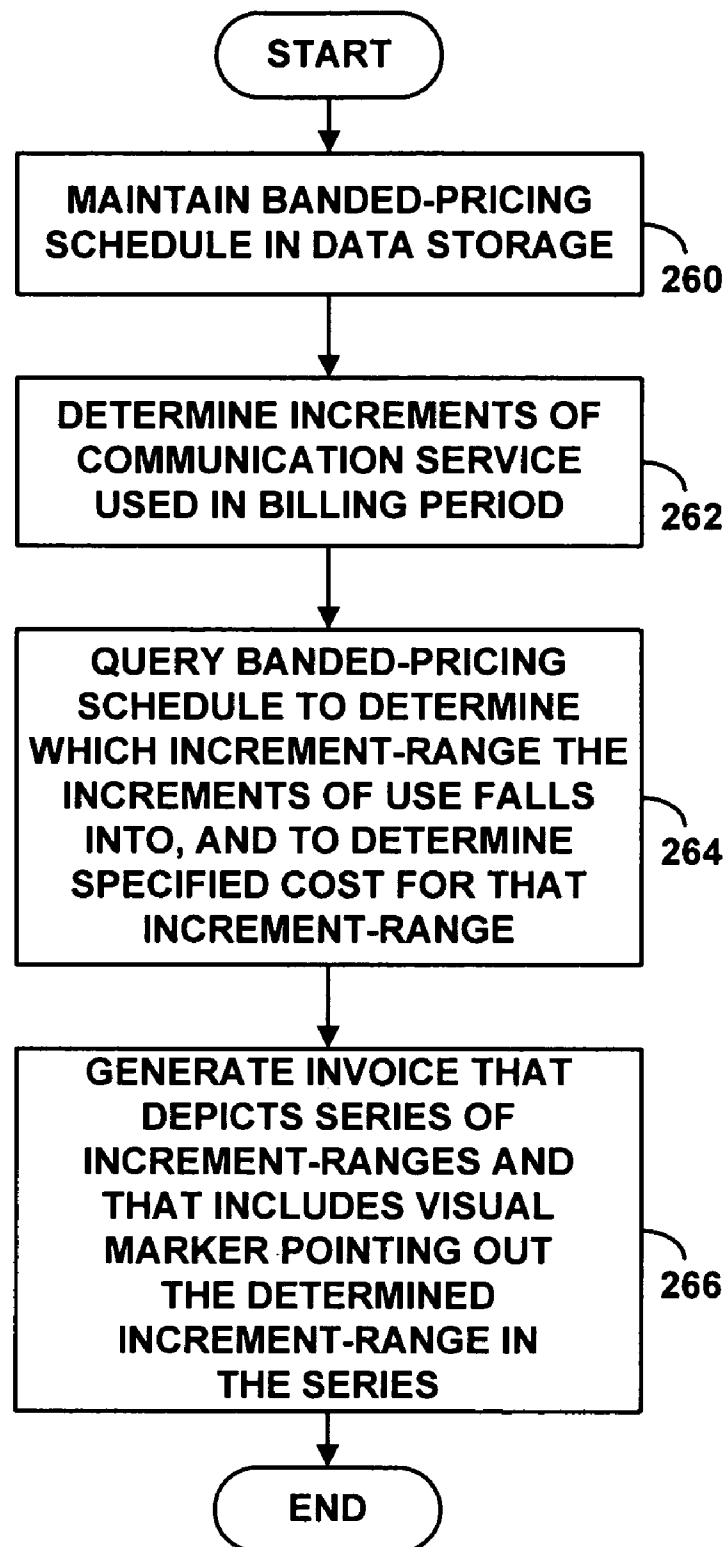 START
MAINTAIN BANDED-PRICING
SCHEDULE IN DATA STORAGE
260
DETERMINE INCREMENTS OF
COMMUNICATION SERVICE
USED IN BILLING PERIOD
262
QUERY BANDED-PRICING
SCHEDULE TO DETERMINE
WHICH INCREMENT-RANGE THE
INCREMENTS OF USE FALLS
INTO, AND TO DETERMINE
SPECIFIED COST FOR THAT
INCREMENT-RANGE
264
GENERATE INVOICE THAT
DEPICTS SERIES OF
INCREMENT-RANGES AND
THAT INCLUDES VISUAL
MARKER POINTING OUT
THE DETERMINED
INCREMENT-RANGE IN
THE SERIES
266
END